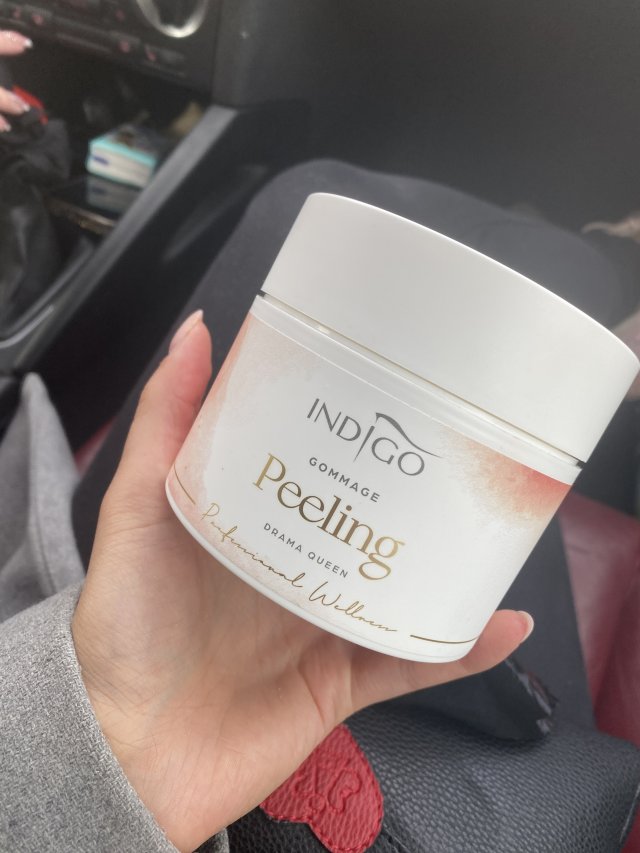 INDIGO
GOMMAGE
Peeling
DRAMA QUEEN
Professional Wellness